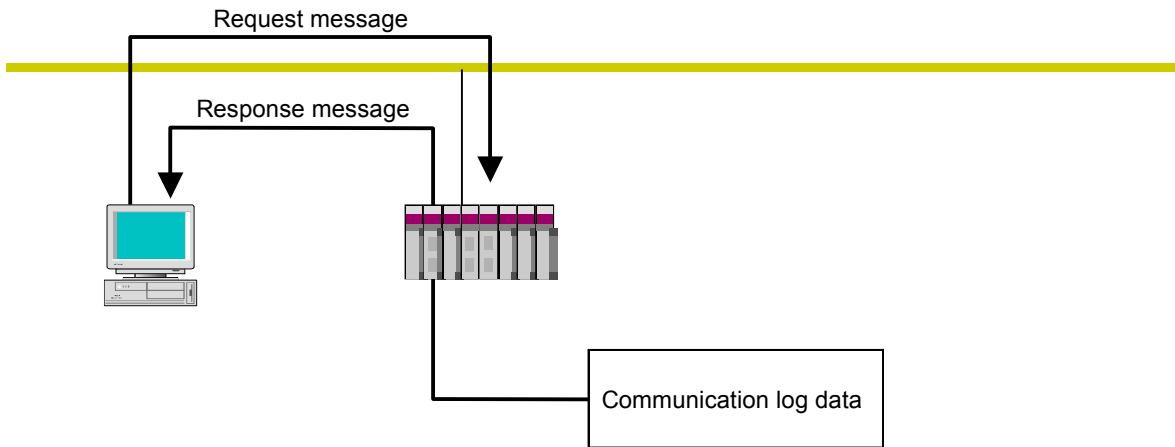 Request message
Response message
Communication log data